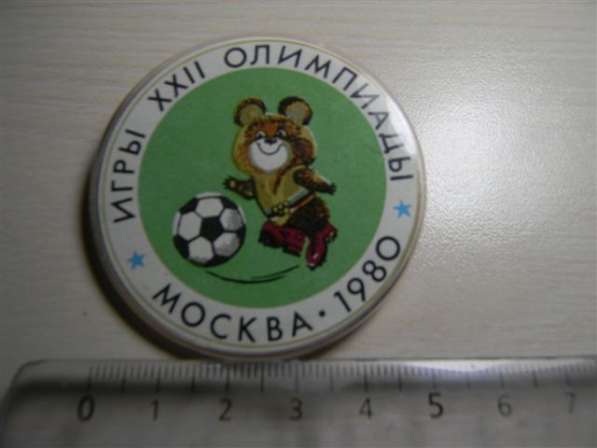 ИГРЫ XXII ОЛИМПИАДЫ
МОСКВА · 1980
0 1 2 3 4 5 6 7